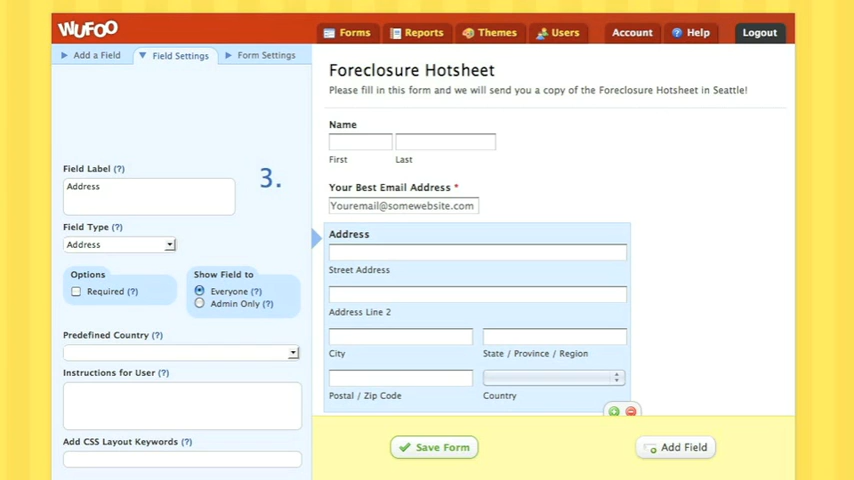 WUFOO
Forms Reports Themes Users Account Help Logout
Add a Field Field Settings Form Settings
Foreclosure Hotsheet
Please fill in this form and we will send you a copy of the Foreclosure Hotsheet in Seattle!
Name
First Last
Your Best Email Address *
Youremail@somewebsite.com
Address
Street Address
Address Line 2
City State / Province / Region
Postal / Zip Code Country
Field Label (?)
3.
Address
Field Type (?)
Address
Options
Required (?)
Show Field to
Everyone (?)
Admin Only (?)
Predefined Country (?)
Instructions for User (?)
Add CSS Layout Keywords (?)
Save Form Add Field